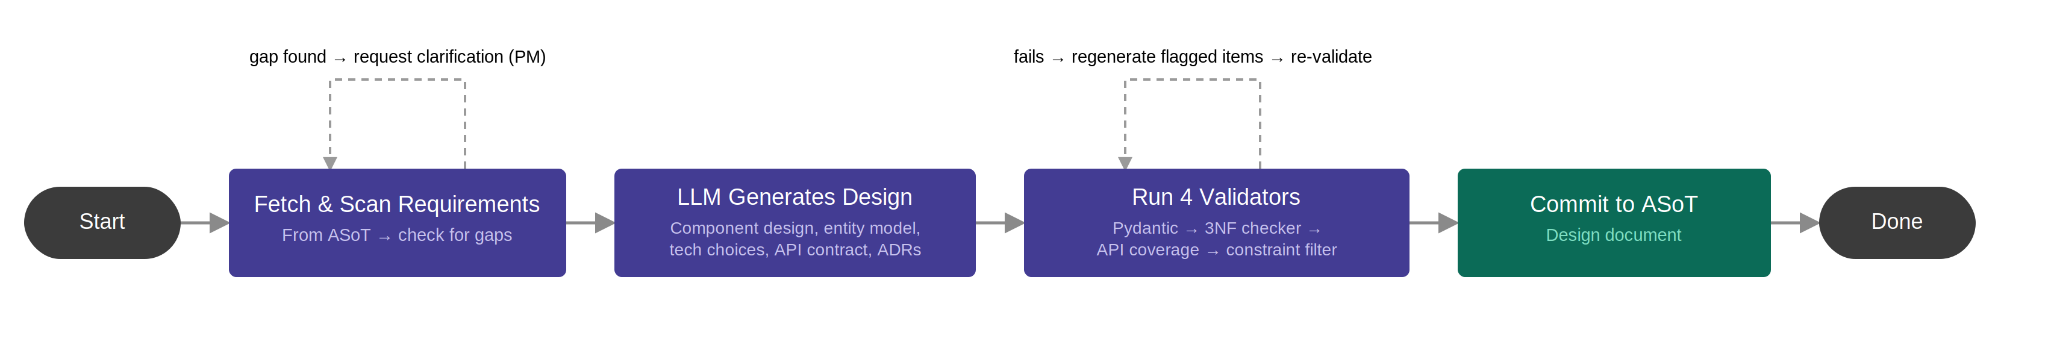 gap found → request clarification (PM)
fails → regenerate flagged items → re-validate
Start
Fetch & Scan Requirements
From ASoT → check for gaps
LLM Generates Design
Component design, entity model,
tech choices, API contract, ADRs
Run 4 Validators
Pydantic → 3NF checker →
API coverage → constraint filter
Commit to ASoT
Design document
Done